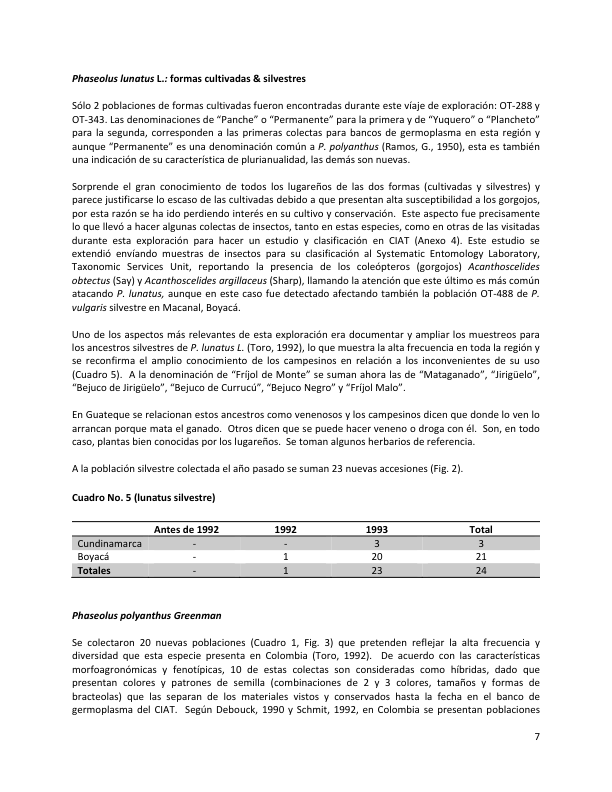 Phaseolus lunatus L.: formas cultivadas & silvestres
Sólo 2 poblaciones de formas cultivadas fueron encontradas durante este víaje de exploración: OT-288 y
OT-343. Las denominaciones de “Panche” o “Permanente” para la primera y de “Yuquero” o “Plancheto”
para la segunda, corresponden a las primeras colectas para bancos de germoplasma en esta región y
aunque “Permanente” es una denominación común a P. polyanthus (Ramos, G., 1950), esta es también
una indicación de su característica de plurianualidad, las demás son nuevas.
Sorprende el gran conocimiento de todos los lugareños de las dos formas (cultivadas y silvestres) y
parece justificarse lo escaso de las cultivadas debido a que presentan alta susceptibilidad a los gorgojos,
por esta razón se ha ido perdiendo interés en su cultivo y conservación. Este aspecto fue precisamente
lo que llevó a hacer algunas colectas de insectos, tanto en estas especies, como en otras de las visitadas
durante esta exploración para hacer un estudio y clasificación en CIAT (Anexo 4). Este estudio se
extendió envíando muestras de insectos para su clasificación al Systematic Entomology Laboratory,
Taxonomic Services Unit, reportando la presencia de los coleópteros (gorgojos) Acanthoscelides
obtectus (Say) y Acanthoscelides argillaceus (Sharp), llamando la atención que este último es más común
atacando P. lunatus, aunque en este caso fue detectado afectando también la población OT-488 de P.
vulgaris silvestre en Macanal, Boyacá.
Uno de los aspectos más relevantes de esta exploración era documentar y ampliar los muestreos para
los ancestros silvestres de P. lunatus L. (Toro, 1992), lo que muestra la alta frecuencia en toda la región y
se reconfirma el amplio conocimiento de los campesinos en relación a los inconvenientes de su uso
(Cuadro 5). A la denominación de “Fríjol de Monte” se suman ahora las de “Mataganado”, “Jirigüelo”,
“Bejuco de Jirigüelo”, “Bejuco de Currucú”, “Bejuco Negro” y “Fríjol Malo”.
En Guateque se relacionan estos ancestros como venenosos y los campesinos dicen que donde lo ven lo
arrancan porque mata el ganado. Otros dicen que se puede hacer veneno o droga con él. Son, en todo
caso, plantas bien conocidas por los lugareños. Se toman algunos herbarios de referencia.
A la población silvestre colectada el año pasado se suman 23 nuevas accesiones (Fig. 2).
Cuadro No. 5 (lunatus silvestre)
Antes de 1992 1992 1993 Total
Cundinamarca - - 3 3
Boyacá - 1 20 21
Totales - 1 23 24
Phaseolus polyanthus Greenman
Se colectaron 20 nuevas poblaciones (Cuadro 1, Fig. 3) que pretenden reflejar la alta frecuencia y
diversidad que esta especie presenta en Colombia (Toro, 1992). De acuerdo con las características
morfoagronómicas y fenotípicas, 10 de estas colectas son consideradas como híbridas, dado que
presentan colores y patrones de semilla (combinaciones de 2 y 3 colores, tamaños y formas de
bracteolas) que las separan de los materiales vistos y conservados hasta la fecha en el banco de
germoplasma del CIAT. Según Debouck, 1990 y Schmit, 1992, en Colombia se presentan poblaciones
7